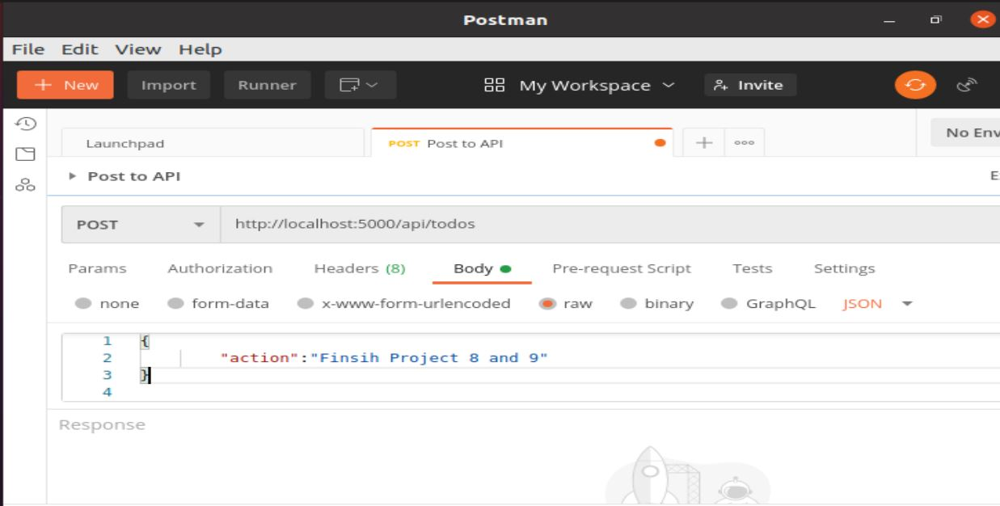 Postman
File Edit View Help
+ New Import Runner My Workspace Invite
Launchpad POST Post to API + ooo No Env
Post to API
POST http://localhost:5000/api/todos
Params Authorization Headers (8) Body Pre-request Script Tests Settings
none form-data x-www-form-urlencoded raw binary GraphQL JSON
1 {
2 "action":"Finsih Project 8 and 9"
3 }
4
Response